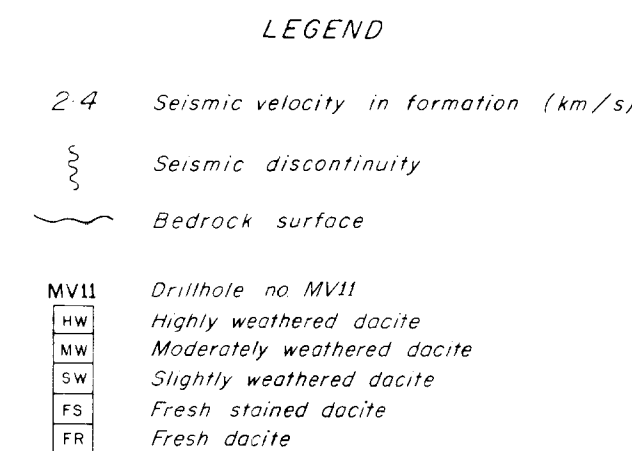 LEGEND
2·4 Seismic velocity in formation (km/s)
Seismic discontinuity
Bedrock surface
MV11 Drillhole no. MV11
HW Highly weathered dacite
MW Moderately weathered dacite
SW Slightly weathered dacite
FS Fresh stained dacite
FR Fresh dacite